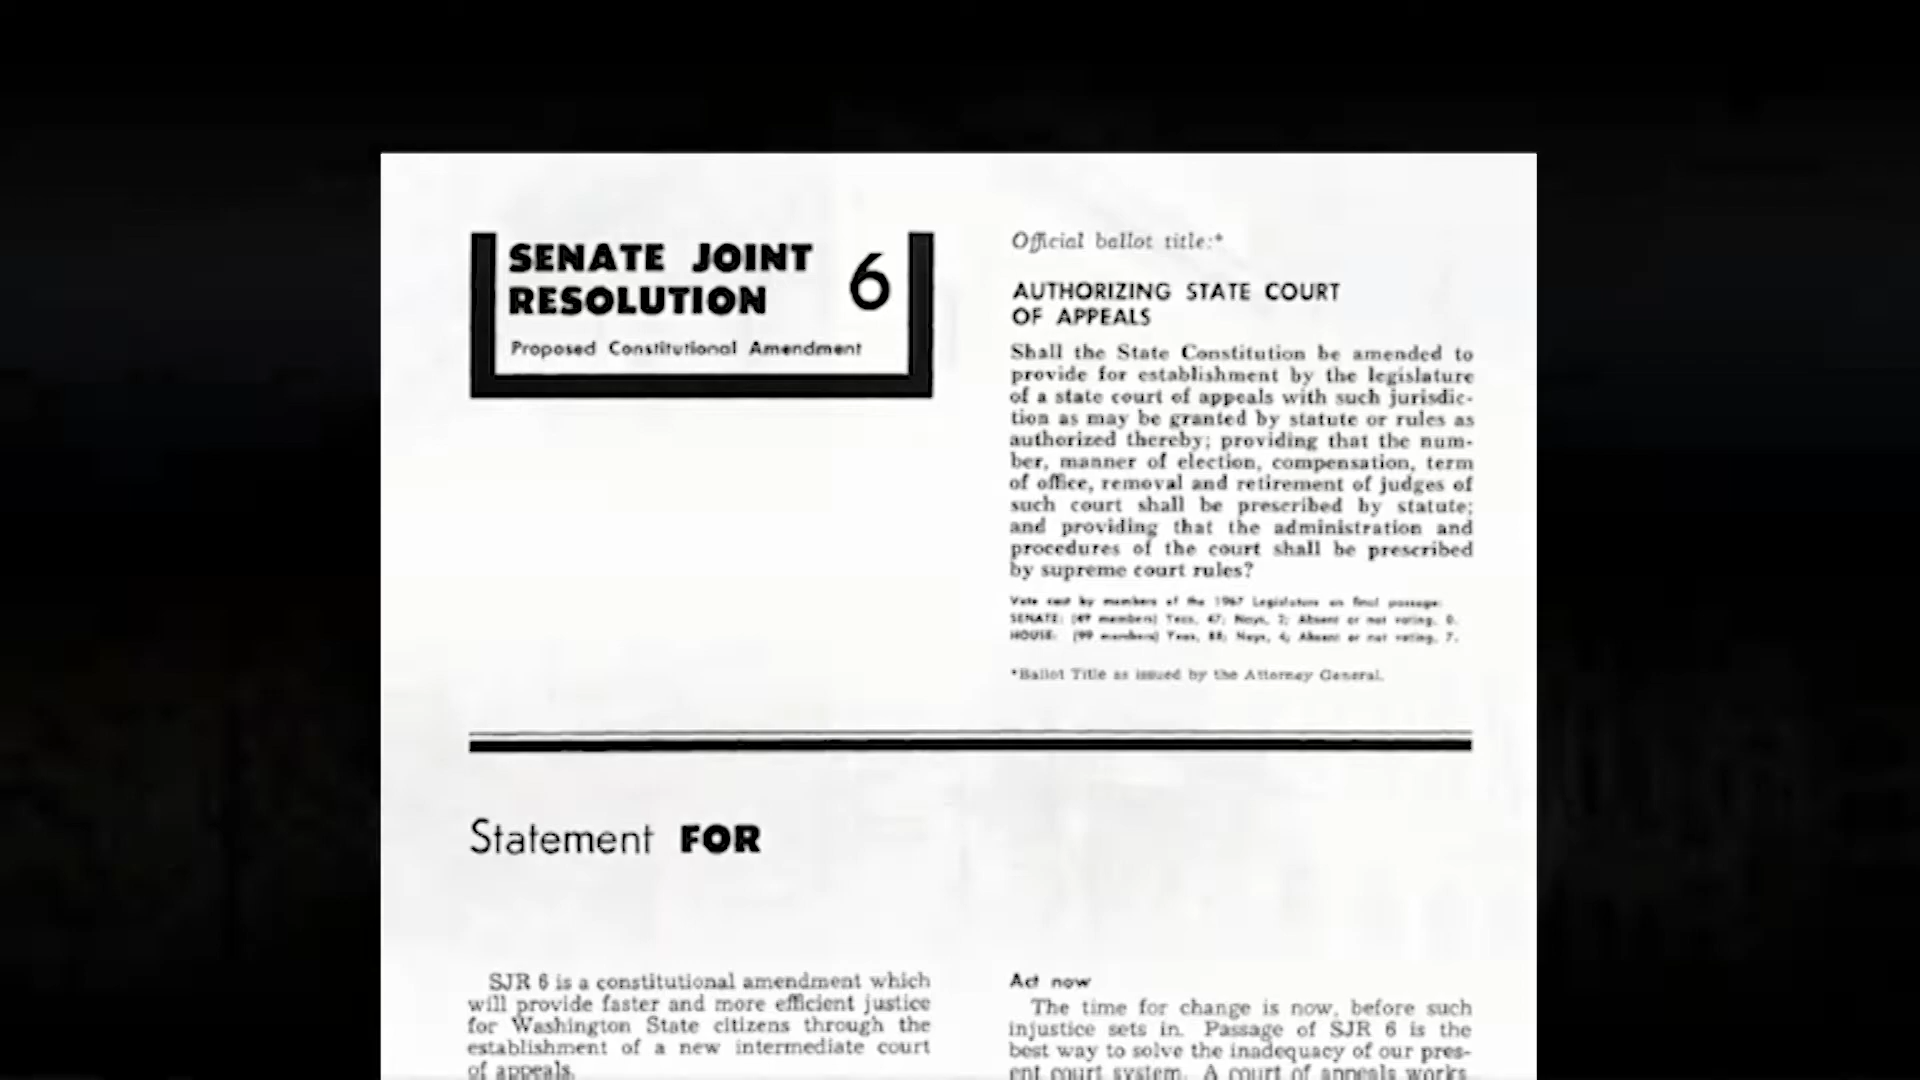 SENATE JOINT
RESOLUTION 6
Proposed Constitutional Amendment
Official ballot title:*
AUTHORIZING STATE COURT
OF APPEALS
Shall the State Constitution be amended to
provide for establishment by the legislature
of a state court of appeals with such jurisdic-
tion as may be granted by statute or rules as
authorized thereby; providing that the num-
ber, manner of election, compensation, term
of office, removal and retirement of judges of
such court shall be prescribed by statute;
and providing that the administration and
procedures of the court shall be prescribed
by supreme court rules?
Vote cast by members of the 1967 Legislature on final passage:
SENATE: (49 members) Yeas, 47; Nays, 2; Absent or not voting, 0.
HOUSE: (99 members) Yeas, 88; Nays, 4; Absent or not voting, 7.
*Ballot Title as issued by the Attorney General.
Statement FOR
SJR 6 is a constitutional amendment which
will provide faster and more efficient justice
for Washington State citizens through the
establishment of a new intermediate court
of appeals.
Act now
The time for change is now, before such
injustice sets in. Passage of SJR 6 is the
best way to solve the inadequacy of our pres-
ent court system. A court of appeals works